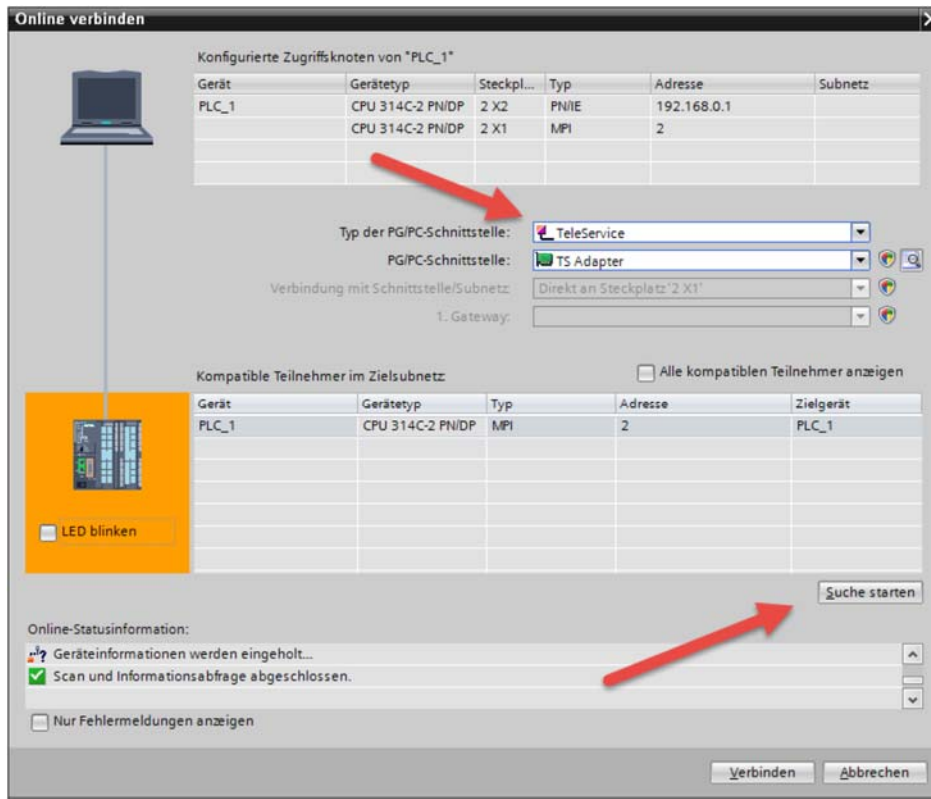 Online verbinden
Konfigurierte Zugriffsknoten von "PLC_1"
Gerät Gerätetyp Steckpl... Typ Adresse Subnetz
PLC_1 CPU 314C-2 PN/DP 2 X2 PN/IE 192.168.0.1
CPU 314C-2 PN/DP 2 X1 MPI 2
Typ der PG/PC-Schnittstelle: TeleService
PG/PC-Schnittstelle: TS Adapter
Verbindung mit Schnittstelle/Subnetz: Direkt an Steckplatz '2 X1'
1. Gateway:
Kompatible Teilnehmer im Zielsubnetz: Alle kompatiblen Teilnehmer anzeigen
Gerät Gerätetyp Typ Adresse Zielgerät
PLC_1 CPU 314C-2 PN/DP MPI 2 PLC_1
LED blinken
Suche starten
Online-Statusinformation:
Geräteinformationen werden eingeholt...
Scan und Informationsabfrage abgeschlossen.
Nur Fehlermeldungen anzeigen
Verbinden Abbrechen